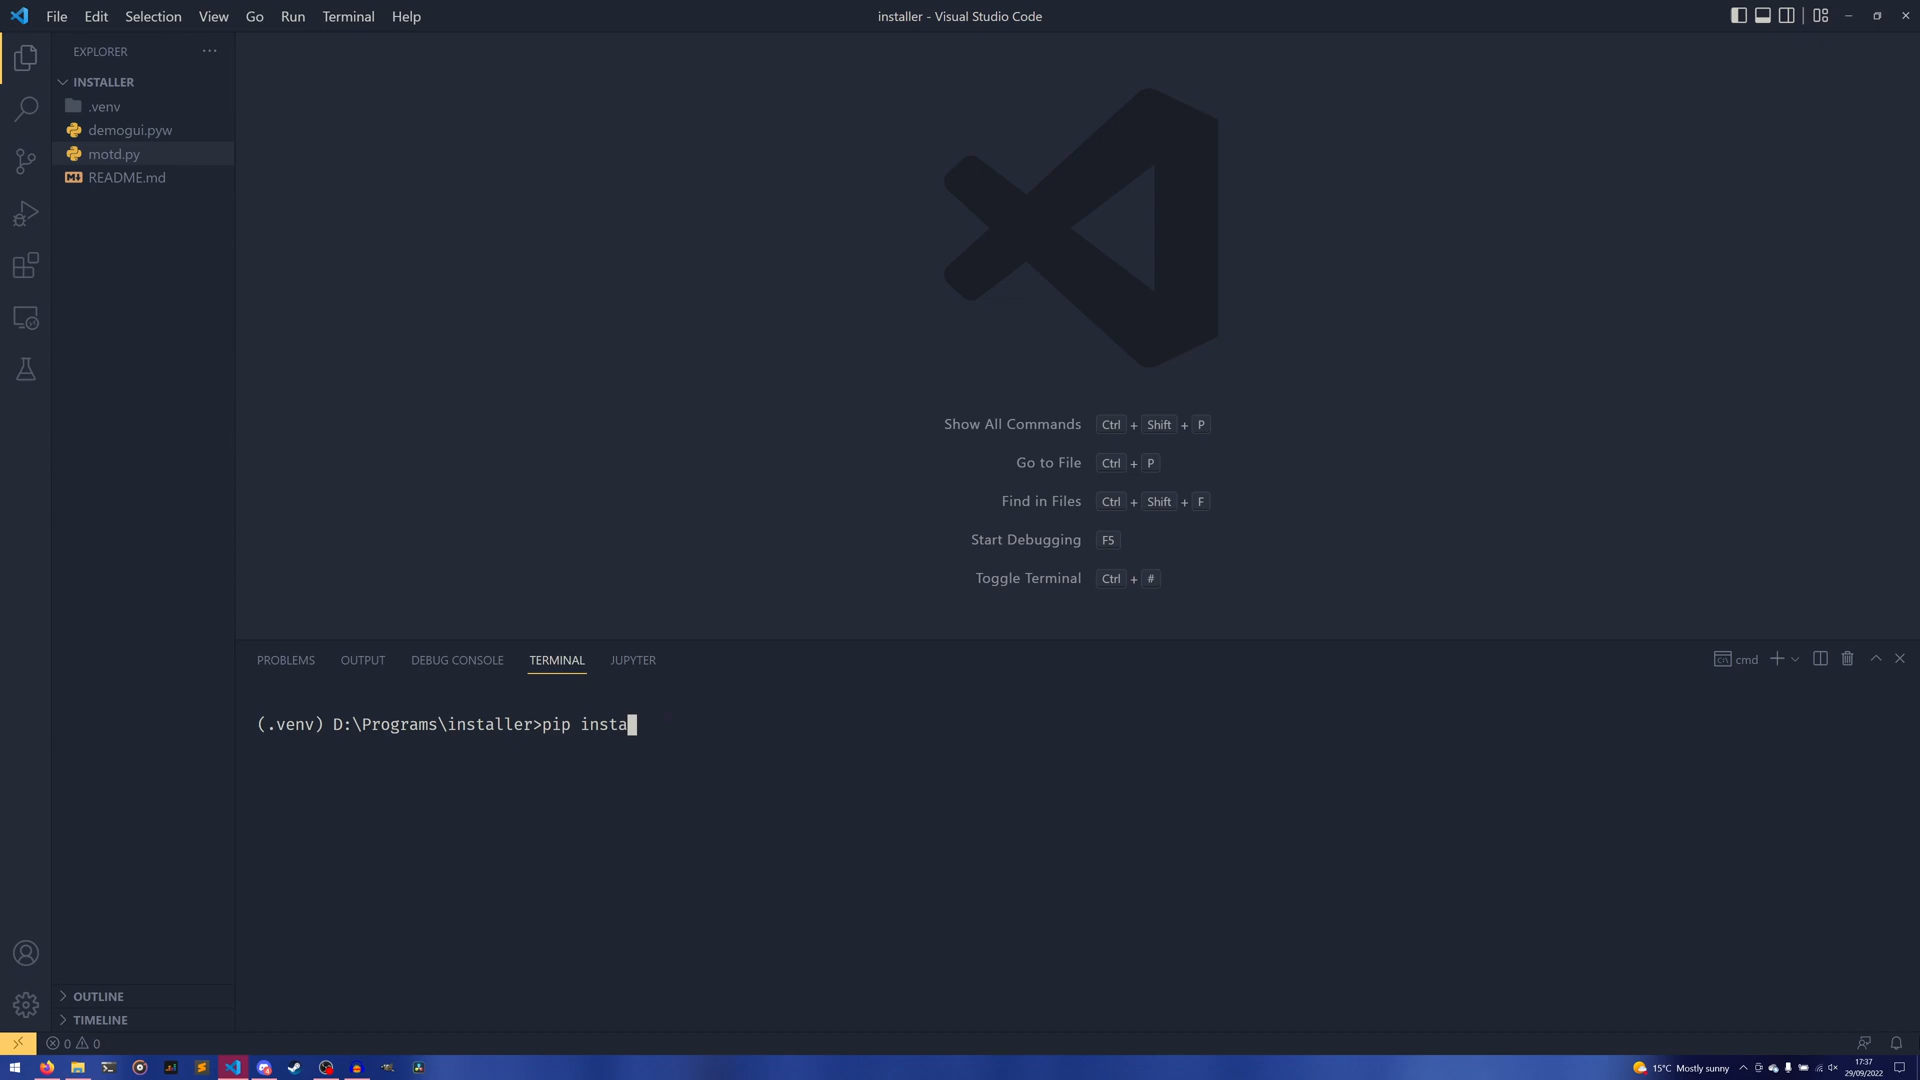 File Edit Selection View Go Run Terminal Help
installer - Visual Studio Code
EXPLORER
INSTALLER
.venv
demogui.pyw
motd.py
README.md
OUTLINE
TIMELINE
Show All Commands Ctrl + Shift + P
Go to File Ctrl + P
Find in Files Ctrl + Shift + F
Start Debugging F5
Toggle Terminal Ctrl + #
PROBLEMS OUTPUT DEBUG CONSOLE TERMINAL JUPYTER
cmd
(.venv) D:\Programs\installer>pip insta
0 0
15°C Mostly sunny
17:37
29/09/2022